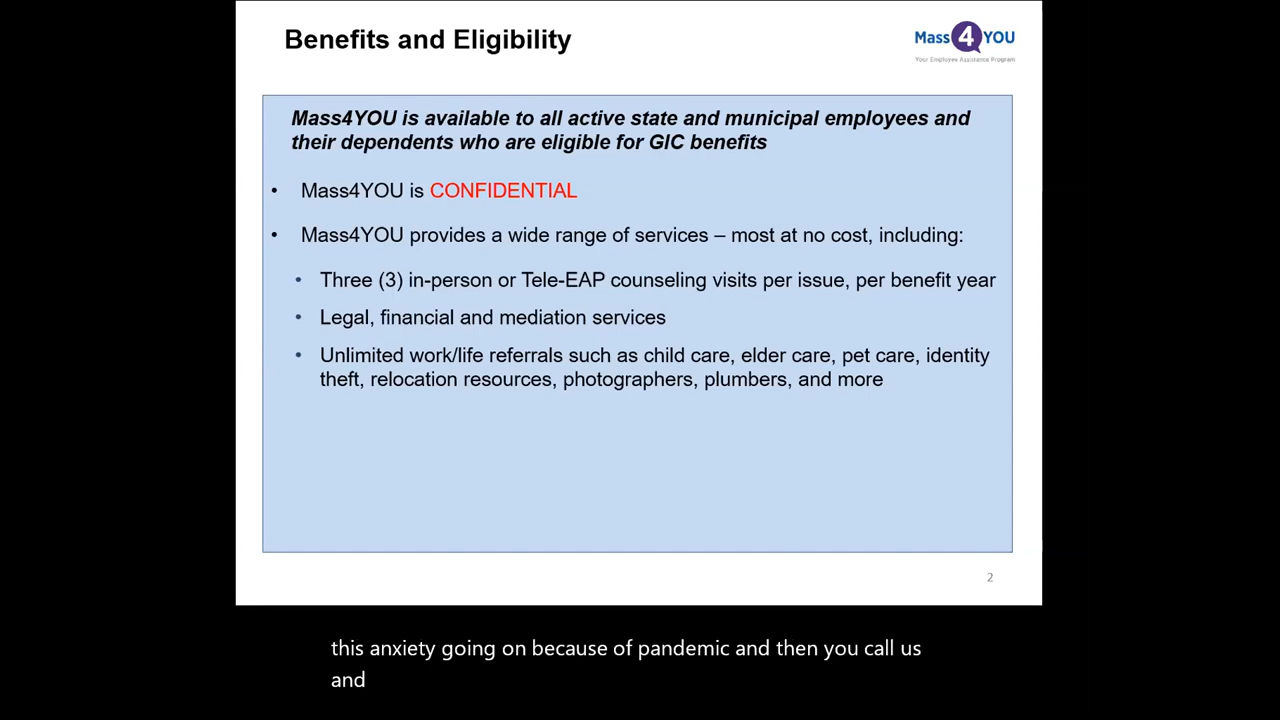 Benefits and Eligibility
Mass4YOU
Your Employee Assistance Program
Mass4YOU is available to all active state and municipal employees and
their dependents who are eligible for GIC benefits
• Mass4YOU is CONFIDENTIAL
• Mass4YOU provides a wide range of services – most at no cost, including:
• Three (3) in-person or Tele-EAP counseling visits per issue, per benefit year
• Legal, financial and mediation services
• Unlimited work/life referrals such as child care, elder care, pet care, identity
theft, relocation resources, photographers, plumbers, and more
2
this anxiety going on because of pandemic and then you call us
and